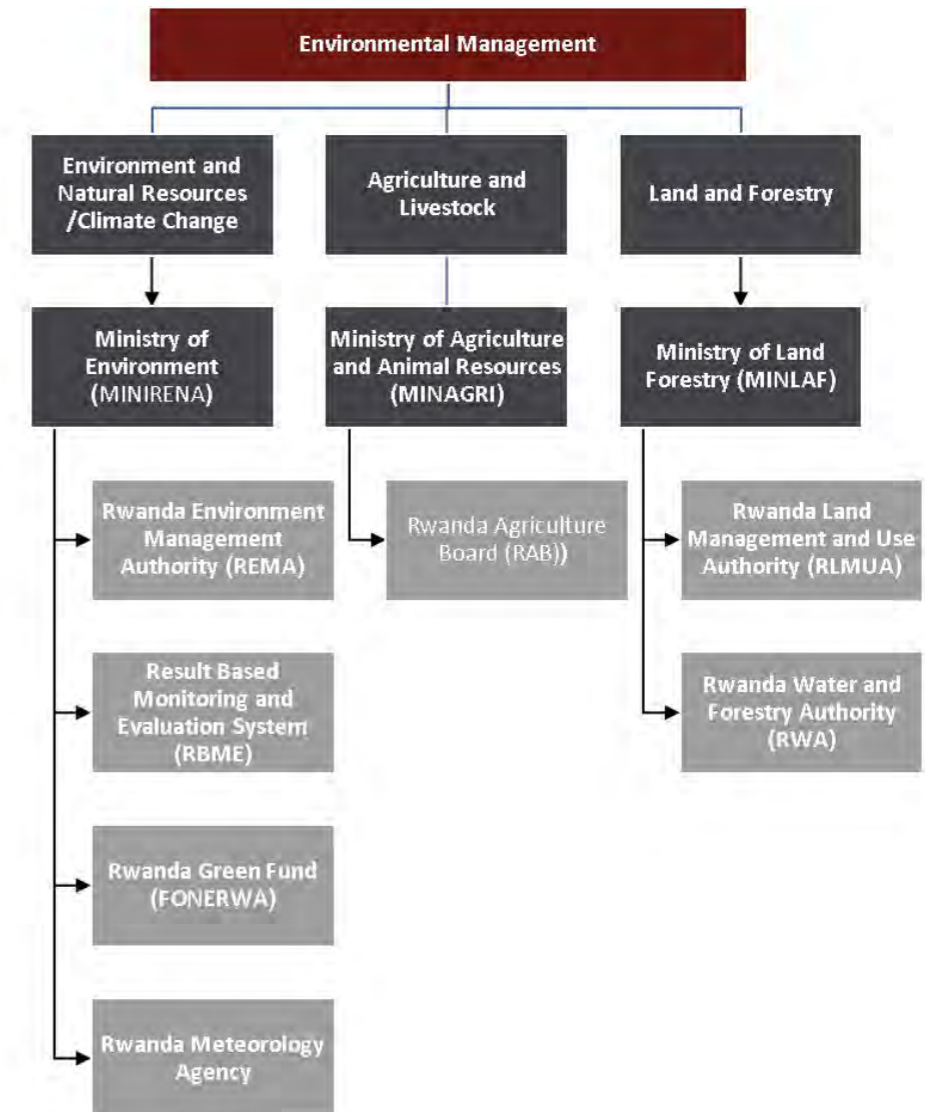 Environmental Management
Environment and
Natural Resources
/Climate Change
Agriculture and
Livestock
Land and Forestry
Ministry of
Environment
(MINIRENA)
Ministry of Agriculture
and Animal Resources
(MINAGRI)
Ministry of Land
Forestry (MINLAF)
Rwanda Environment
Management
Authority (REMA)
Rwanda Agriculture
Board (RAB))
Rwanda Land
Management and Use
Authority (RLMUA)
Result Based
Monitoring and
Evaluation System
(RBME)
Rwanda Water and
Forestry Authority
(RWA)
Rwanda Green Fund
(FONERWA)
Rwanda Meteorology
Agency